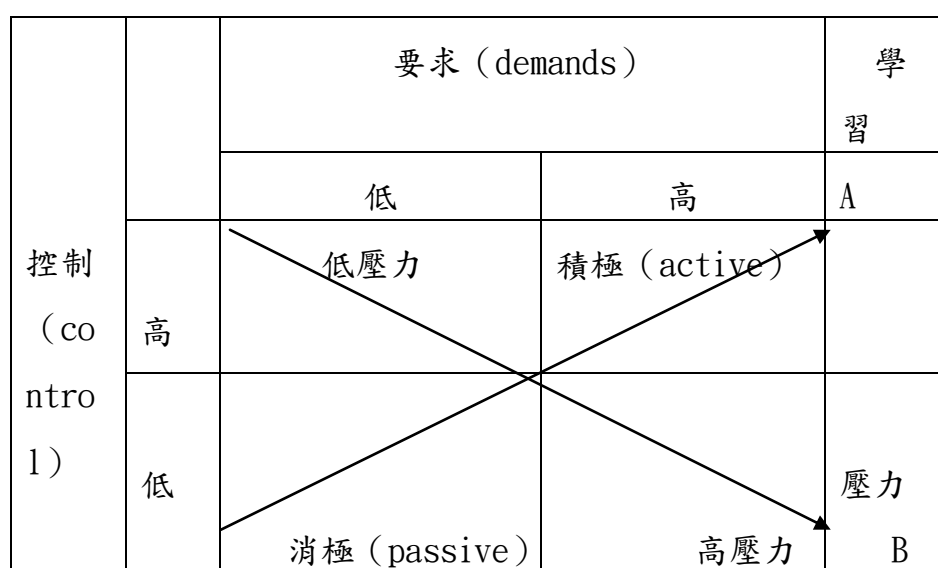 要求（demands）
學
習
低
高
A
控制
（co
ntro
l）
高
低壓力
積極（active）
低
消極（passive）
高壓力
壓力
B